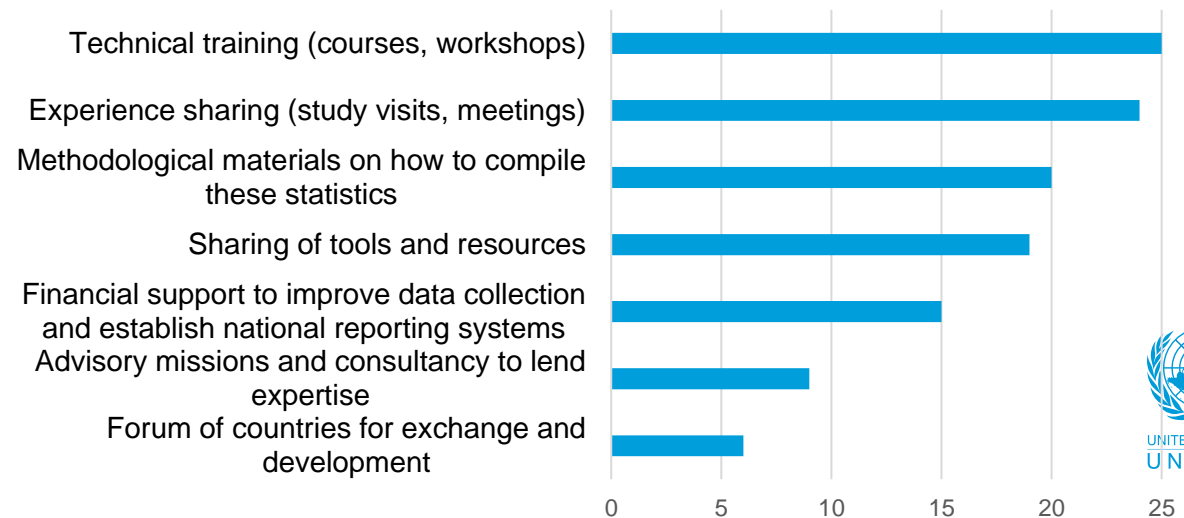 Technical training (courses, workshops)
Experience sharing (study visits, meetings)
Methodological materials on how to compile
these statistics
Sharing of tools and resources
Financial support to improve data collection
and establish national reporting systems
Advisory missions and consultancy to lend
expertise
Forum of countries for exchange and
development
0 5 10 15 20 25